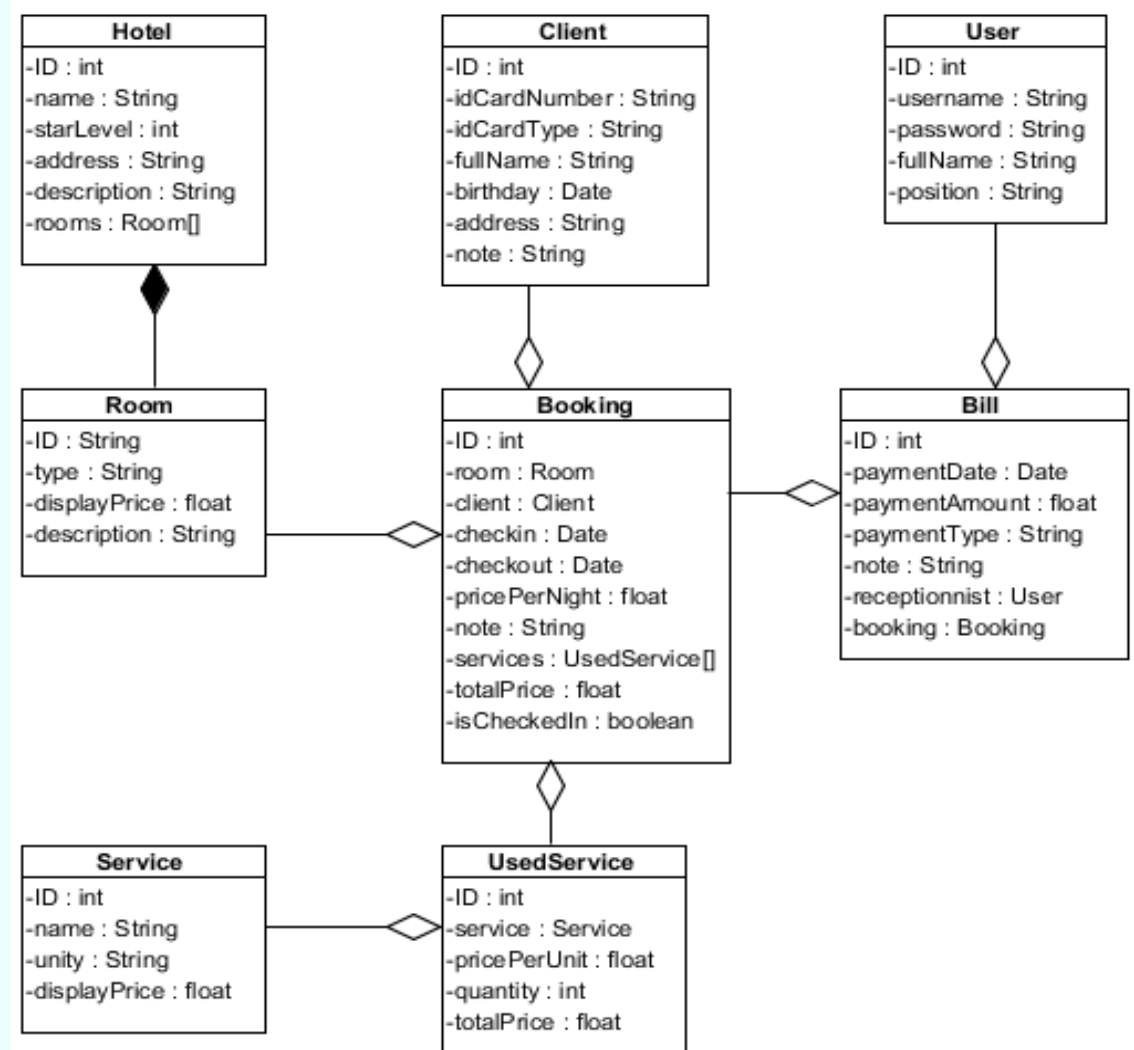 Hotel
-ID : int
-name : String
-starLevel : int
-address : String
-description : String
-rooms : Room[]
Client
-ID : int
-idCardNumber : String
-idCardType : String
-fullName : String
-birthday : Date
-address : String
-note : String
User
-ID : int
-username : String
-password : String
-fullName : String
-position : String
Room
-ID : String
-type : String
-displayPrice : float
-description : String
Booking
-ID : int
-room : Room
-client : Client
-checkin : Date
-checkout : Date
-pricePerNight : float
-note : String
-services : UsedService[]
-totalPrice : float
-isCheckedIn : boolean
Bill
-ID : int
-paymentDate : Date
-paymentAmount : float
-paymentType : String
-note : String
-receptionnist : User
-booking : Booking
Service
-ID : int
-name : String
-unity : String
-displayPrice : float
UsedService
-ID : int
-service : Service
-pricePerUnit : float
-quantity : int
-totalPrice : float